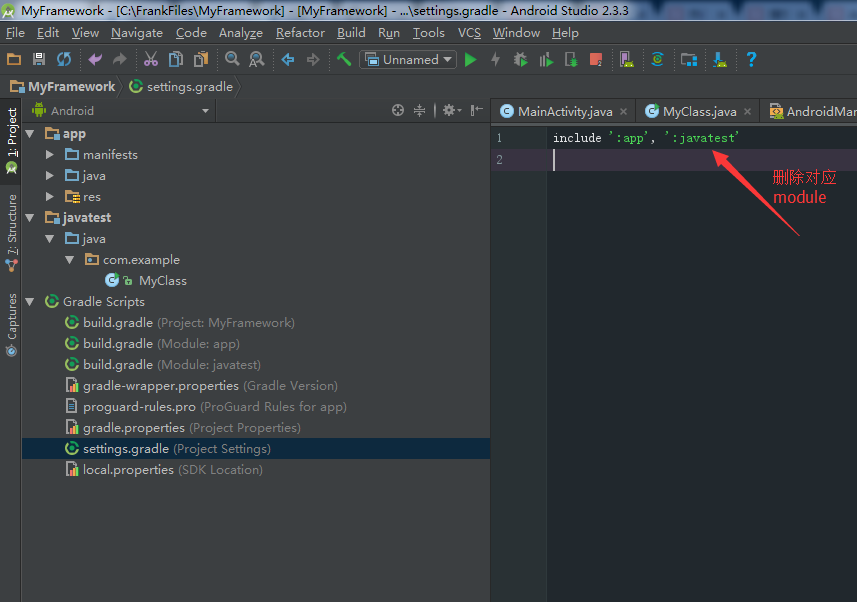 MyFramework - [C:\FrankFiles\MyFramework] - [MyFramework] - ...\settings.gradle - Android Studio 2.3.3
File Edit View Navigate Code Analyze Refactor Build Run Tools VCS Window Help
Unnamed
MyFramework settings.gradle
Android
MainActivity.java MyClass.java AndroidMan
1: Project
7: Structure
Captures
app
manifests
java
res
javatest
java
com.example
MyClass
Gradle Scripts
build.gradle (Project: MyFramework)
build.gradle (Module: app)
build.gradle (Module: javatest)
gradle-wrapper.properties (Gradle Version)
proguard-rules.pro (ProGuard Rules for app)
gradle.properties (Project Properties)
settings.gradle (Project Settings)
local.properties (SDK Location)
1 include ':app', ':javatest'
2
删除对应
module